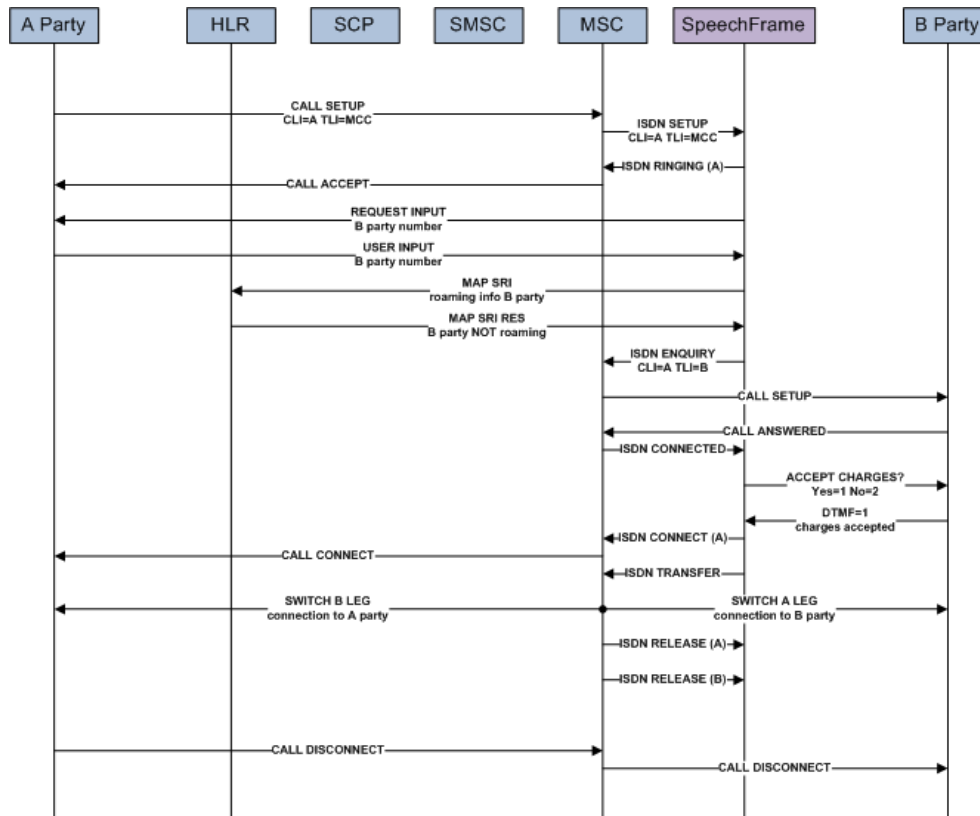 A Party
HLR
SCP
SMSC
MSC
SpeechFrame
B Party
CALL SETUP
CLI=A TLI=MCC
ISDN SETUP
CLI=A TLI=MCC
ISDN RINGING (A)
CALL ACCEPT
REQUEST INPUT
B party number
USER INPUT
B party number
MAP SRI
roaming info B party
MAP SRI RES
B party NOT roaming
ISDN ENQUIRY
CLI=A TLI=B
CALL SETUP
CALL ANSWERED
ISDN CONNECTED
ACCEPT CHARGES?
Yes=1 No=2
DTMF=1
charges accepted
ISDN CONNECT (A)
CALL CONNECT
ISDN TRANSFER
SWITCH B LEG
connection to A party
SWITCH A LEG
connection to B party
ISDN RELEASE (A)
ISDN RELEASE (B)
CALL DISCONNECT
CALL DISCONNECT